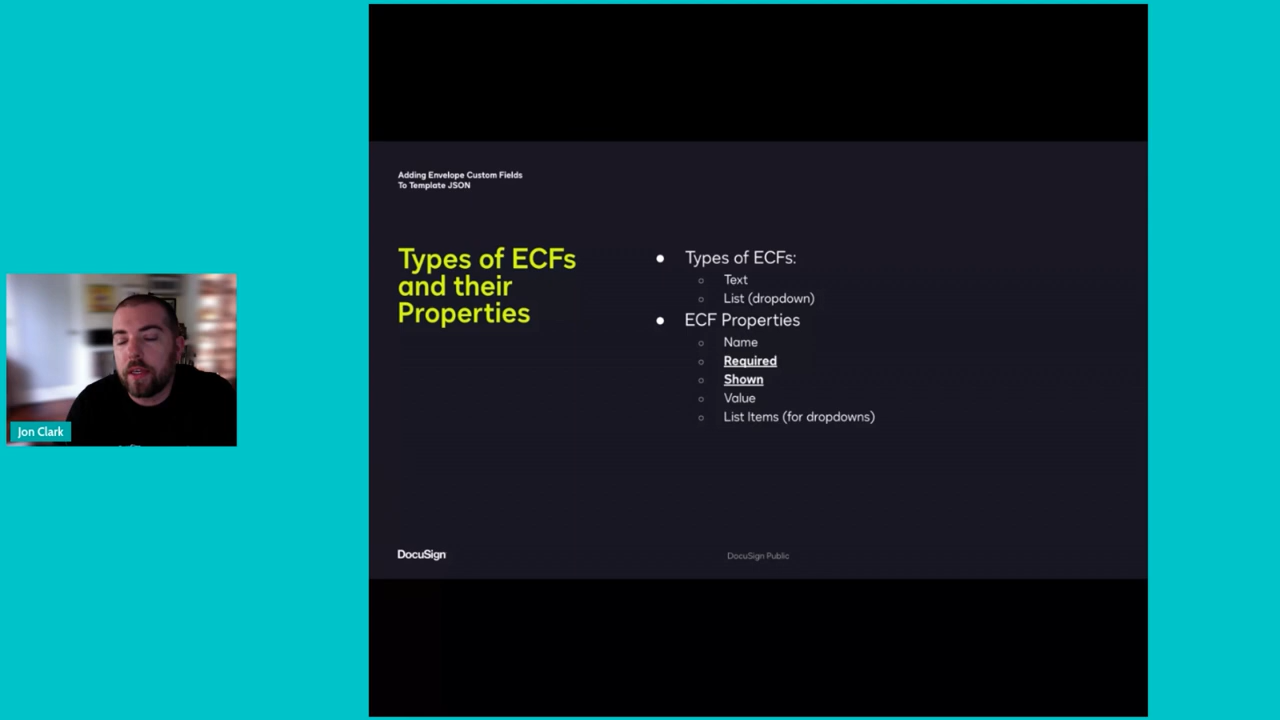 Adding Envelope Custom Fields
To Template JSON
Types of ECFs
and their
Properties
Types of ECFs:
Text
List (dropdown)
ECF Properties
Name
Required
Shown
Value
List Items (for dropdowns)
Jon Clark
DocuSign
DocuSign Public